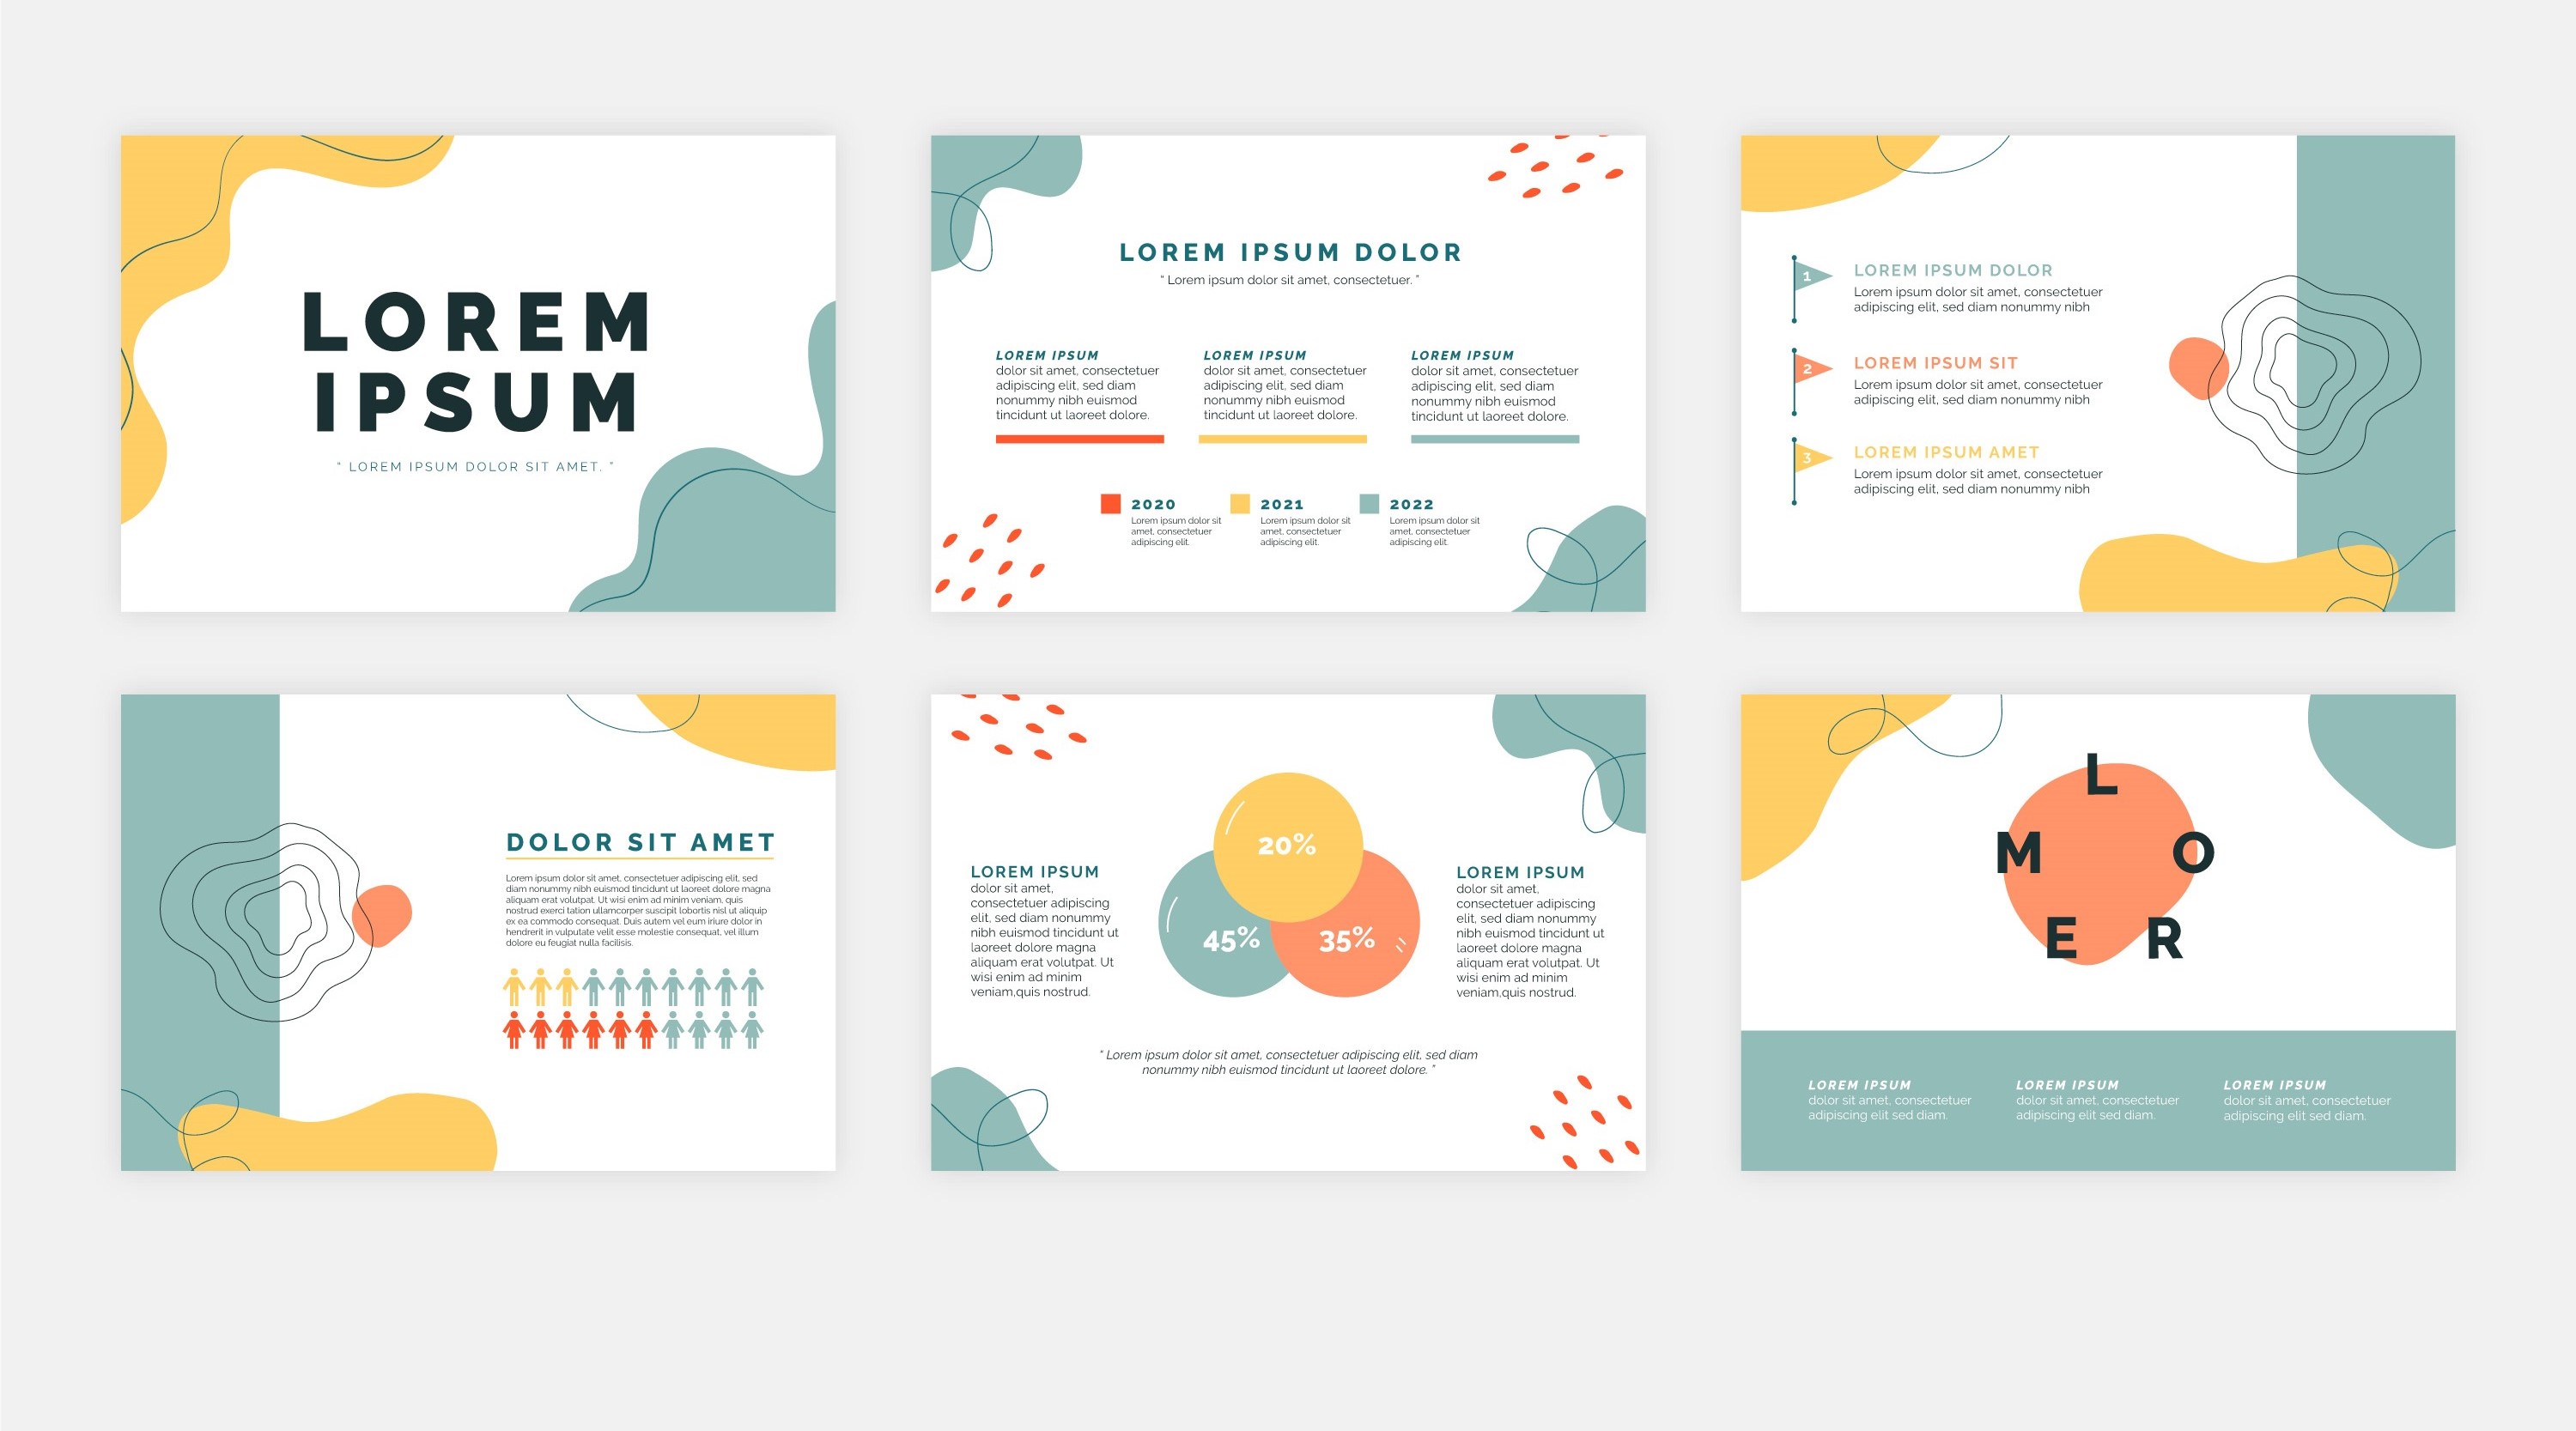 LOREM
IPSUM
“ LOREM IPSUM DOLOR SIT AMET. ”
LOREM IPSUM DOLOR
“ Lorem ipsum dolor sit amet, consectetuer. ”
LOREM IPSUM
dolor sit amet, consectetuer
adipiscing elit, sed diam
nonummy nibh euismod
tincidunt ut laoreet dolore.
LOREM IPSUM
dolor sit amet, consectetuer
adipiscing elit, sed diam
nonummy nibh euismod
tincidunt ut laoreet dolore.
LOREM IPSUM
dolor sit amet, consectetuer
adipiscing elit, sed diam
nonummy nibh euismod
tincidunt ut laoreet dolore.
2020
Lorem ipsum dolor sit
amet, consectetuer
adipiscing elit.
2021
Lorem ipsum dolor sit
amet, consectetuer
adipiscing elit.
2022
Lorem ipsum dolor sit
amet, consectetuer
adipiscing elit.
1
LOREM IPSUM DOLOR
Lorem ipsum dolor sit amet, consectetuer
adipiscing elit, sed diam nonummy nibh
2
LOREM IPSUM SIT
Lorem ipsum dolor sit amet, consectetuer
adipiscing elit, sed diam nonummy nibh
3
LOREM IPSUM AMET
Lorem ipsum dolor sit amet, consectetuer
adipiscing elit, sed diam nonummy nibh
DOLOR SIT AMET
Lorem ipsum dolor sit amet, consectetuer adipiscing elit, sed
diam nonummy nibh euismod tincidunt ut laoreet dolore magna
aliquam erat volutpat. Ut wisi enim ad minim veniam, quis
nostrud exerci tation ullamcorper suscipit lobortis nisl ut aliquip
ex ea commodo consequat. Duis autem vel eum iriure dolor in
hendrerit in vulputate velit esse molestie consequat, vel illum
dolore eu feugiat nulla facilisis.
LOREM IPSUM
dolor sit amet,
consectetuer adipiscing
elit, sed diam nonummy
nibh euismod tincidunt ut
laoreet dolore magna
aliquam erat volutpat. Ut
wisi enim ad minim
veniam,quis nostrud.
20%
45%
35%
LOREM IPSUM
dolor sit amet,
consectetuer adipiscing
elit, sed diam nonummy
nibh euismod tincidunt ut
laoreet dolore magna
aliquam erat volutpat. Ut
wisi enim ad minim
veniam,quis nostrud.
“ Lorem ipsum dolor sit amet, consectetuer adipiscing elit, sed diam
nonummy nibh euismod tincidunt ut laoreet dolore. ”
L
M O
E R
LOREM IPSUM
dolor sit amet, consectetuer
adipiscing elit sed diam.
LOREM IPSUM
dolor sit amet, consectetuer
adipiscing elit sed diam.
LOREM IPSUM
dolor sit amet, consectetuer
adipiscing elit sed diam.